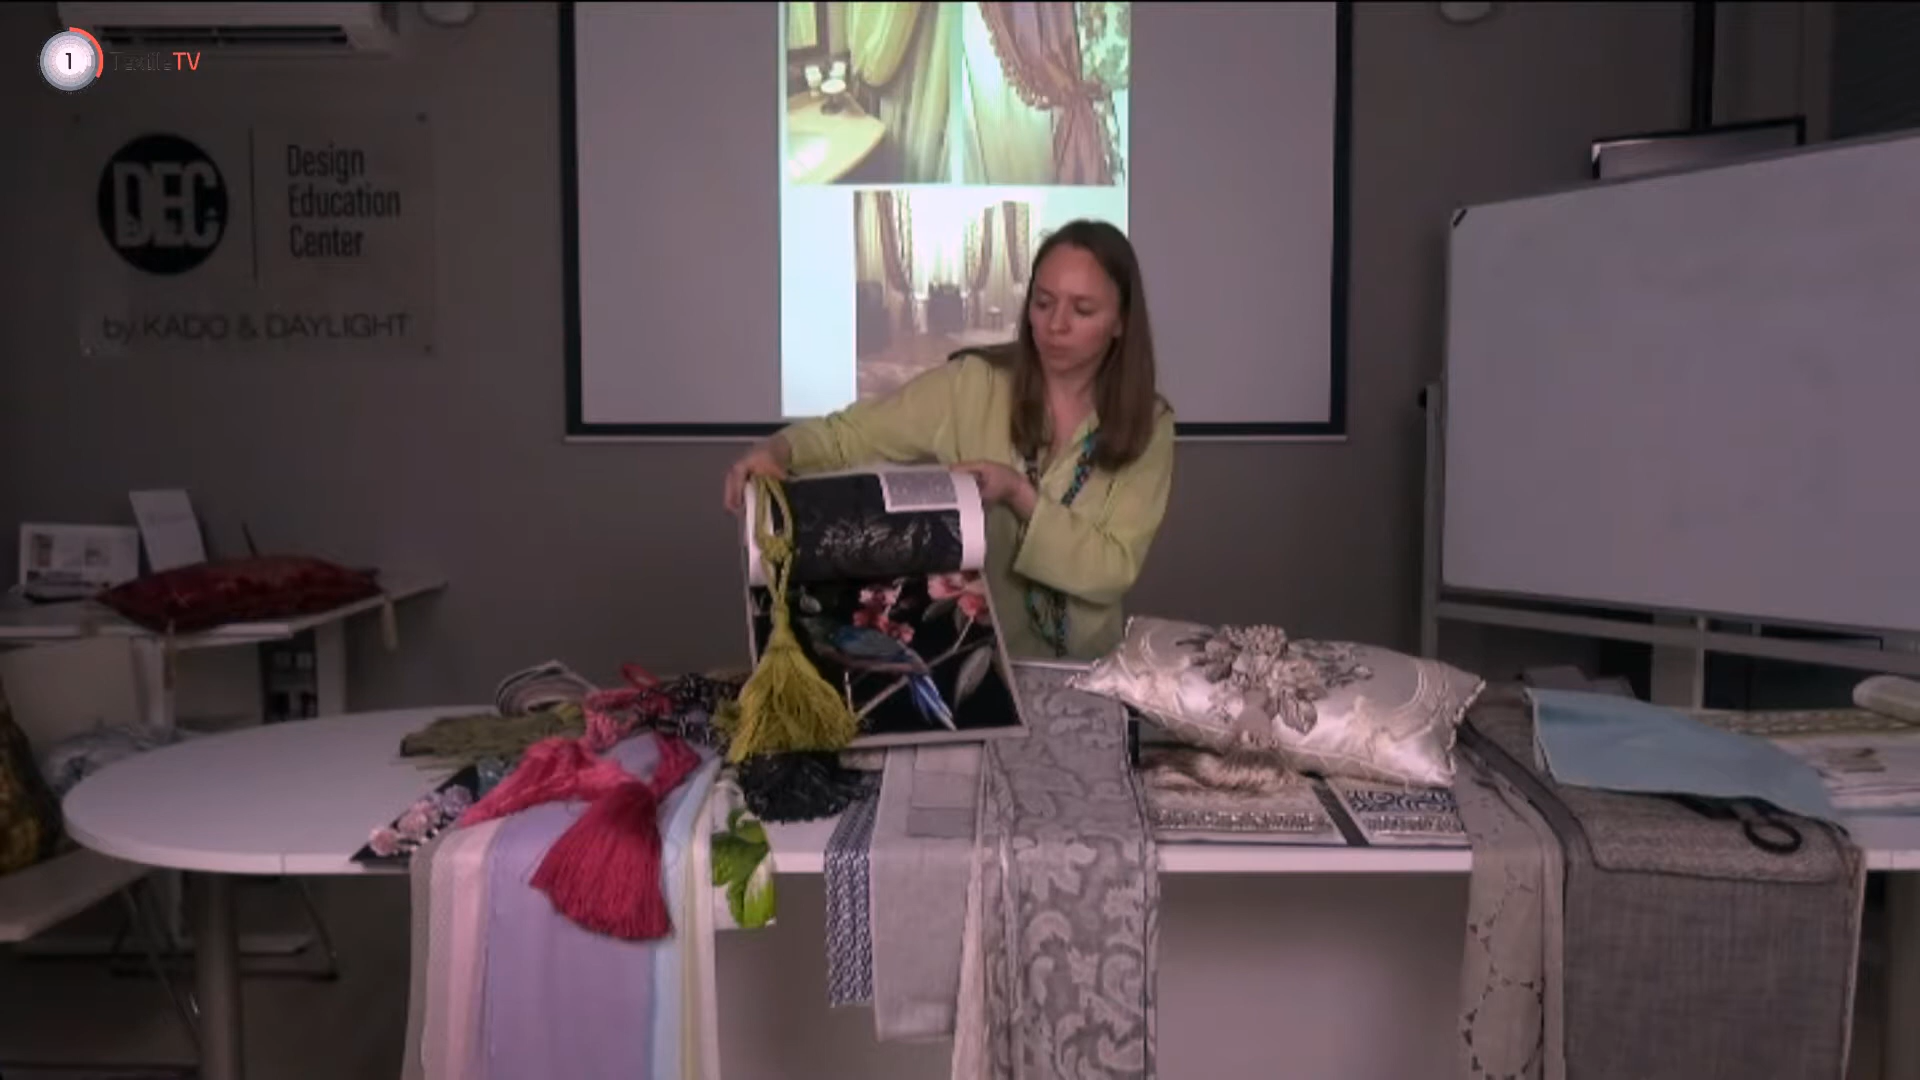 1 TextileTV
DEC
Design
Education
Center
by KADO & DAYLIGHT